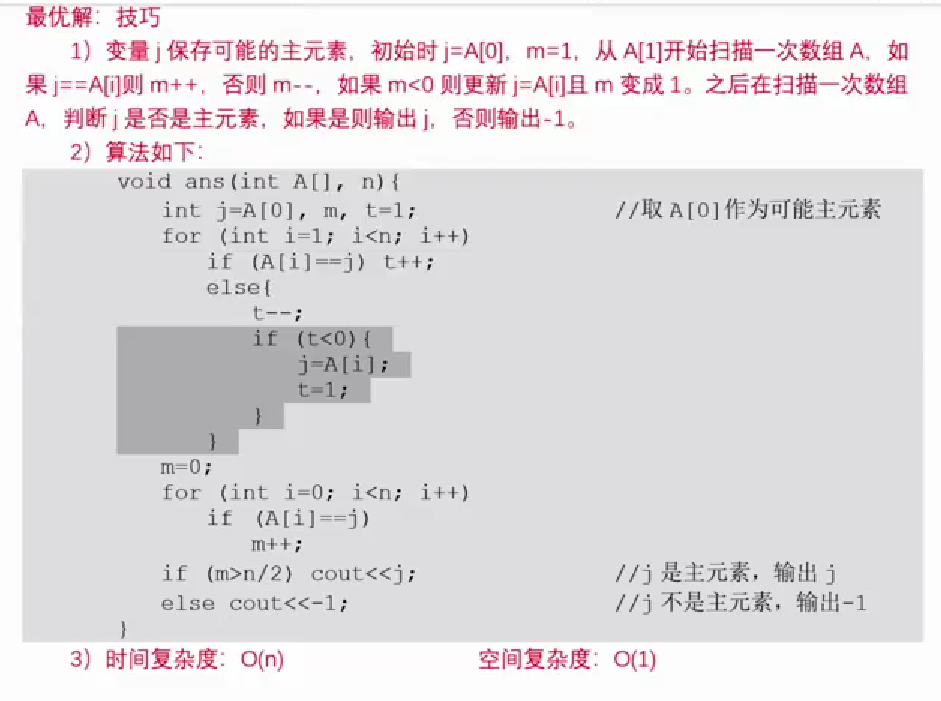 最优解：技巧
1）变量 j 保存可能的主元素，初始时 j=A[0]，m=1，从 A[1]开始扫描一次数组 A，如
果 j==A[i]则 m++，否则 m--，如果 m<0 则更新 j=A[i]且 m 变成 1。之后在扫描一次数组
A，判断 j 是否是主元素，如果是则输出 j，否则输出-1。
2）算法如下：
void ans(int A[], n){
int j=A[0], m, t=1; //取 A[0]作为可能主元素
for (int i=1; i<n; i++)
if (A[i]==j) t++;
else{
t--;
if (t<0){
j=A[i];
t=1;
}
}
m=0;
for (int i=0; i<n; i++)
if (A[i]==j)
m++;
if (m>n/2) cout<<j; //j 是主元素，输出 j
else cout<<-1; //j 不是主元素，输出-1
}
3）时间复杂度：O(n) 空间复杂度：O(1)